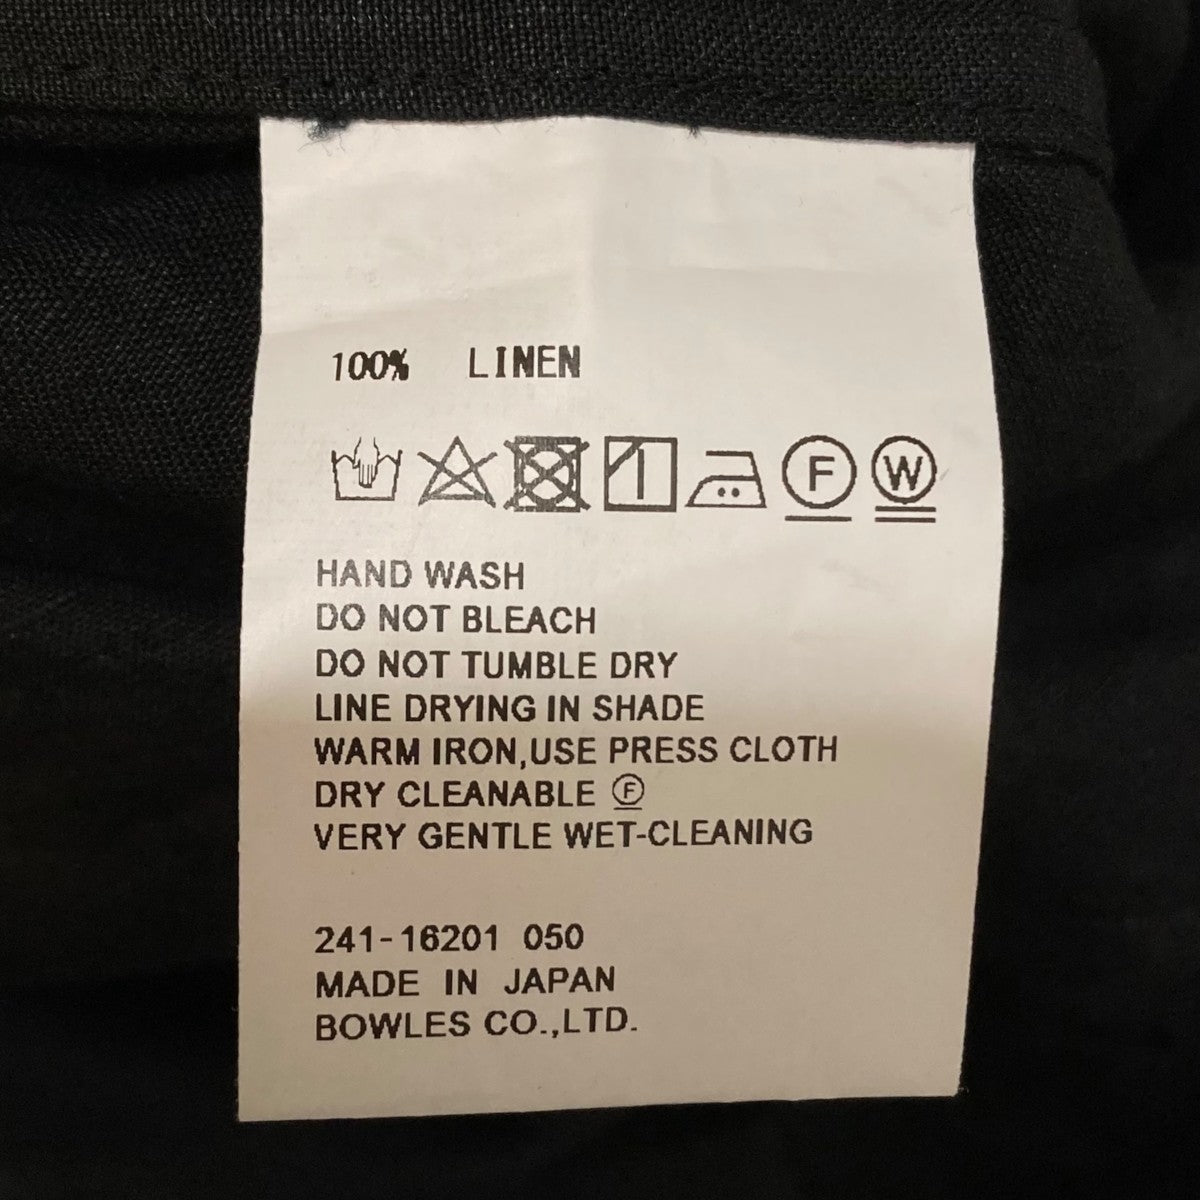 100% LINEN
F W
HAND WASH
DO NOT BLEACH
DO NOT TUMBLE DRY
LINE DRYING IN SHADE
WARM IRON,USE PRESS CLOTH
DRY CLEANABLE Ⓕ
VERY GENTLE WET-CLEANING
241-16201 050
MADE IN JAPAN
BOWLES CO.,LTD.